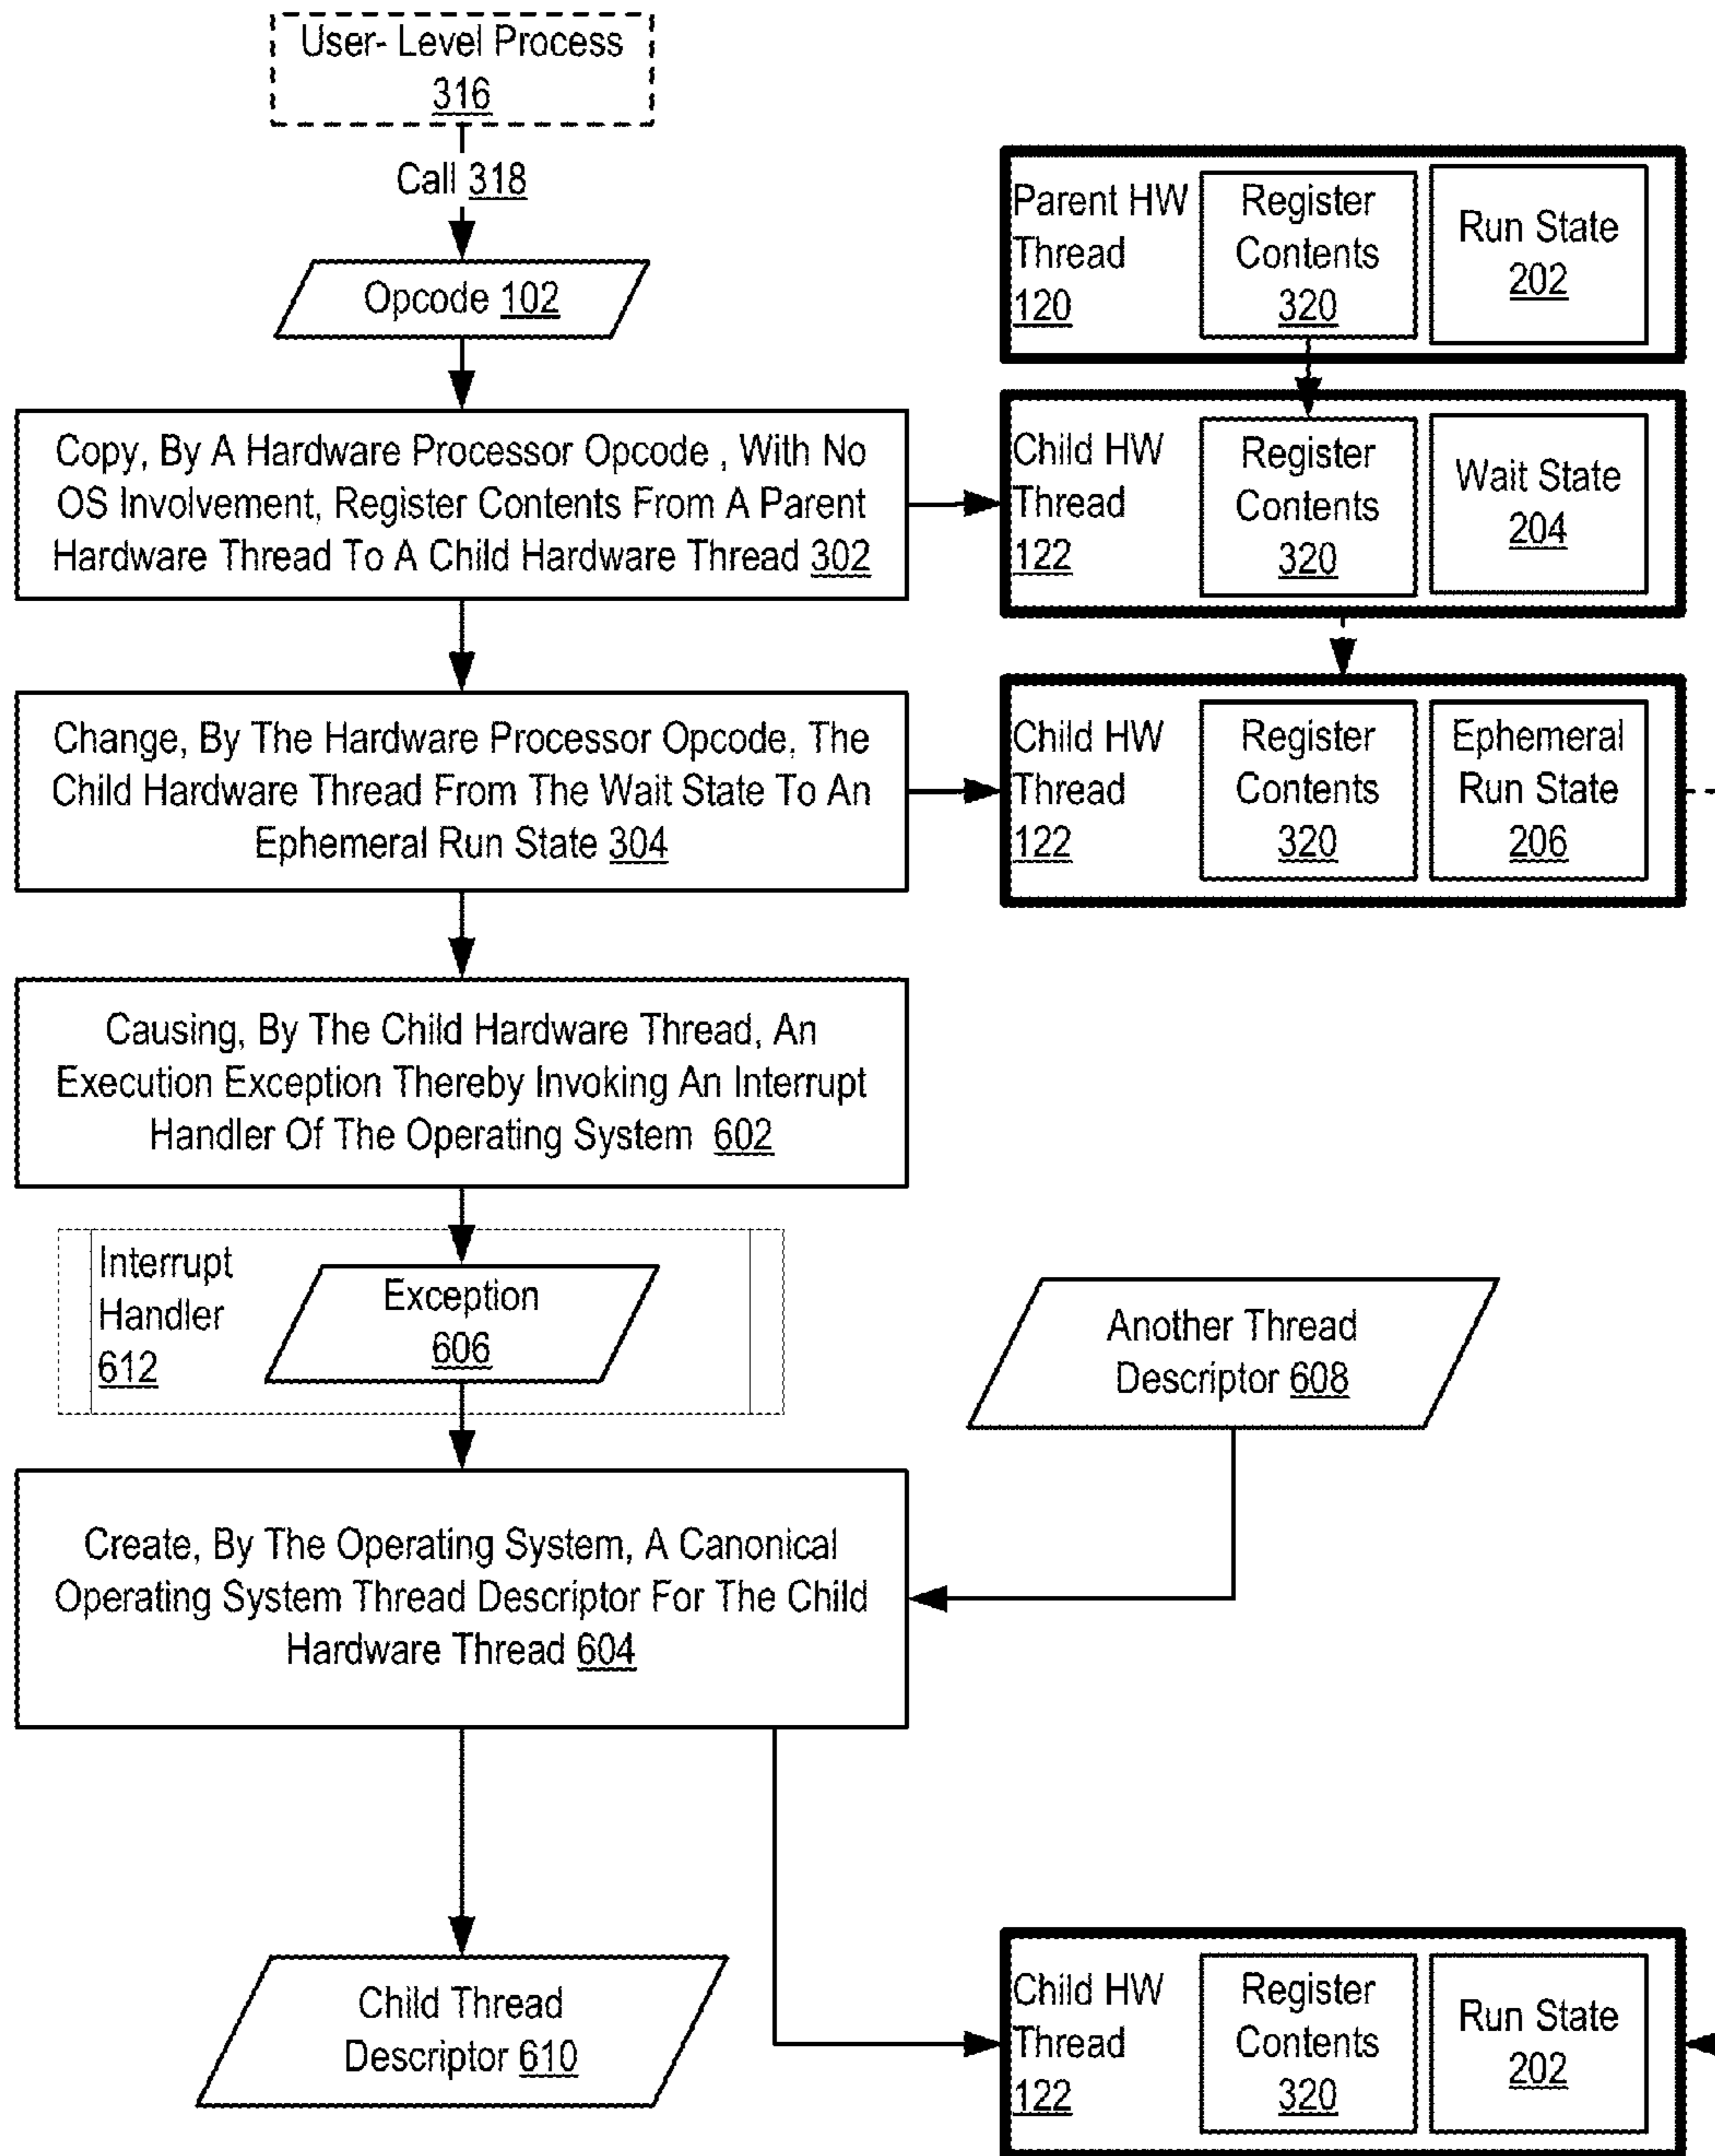 User- Level Process
316
Call 318
Opcode 102
Parent HW
Thread
120
Register
Contents
320
Run State
202
Copy, By A Hardware Processor Opcode , With No
OS Involvement, Register Contents From A Parent
Hardware Thread To A Child Hardware Thread 302
Child HW
Thread
122
Register
Contents
320
Wait State
204
Change, By The Hardware Processor Opcode, The
Child Hardware Thread From The Wait State To An
Ephemeral Run State 304
Child HW
Thread
122
Register
Contents
320
Ephemeral
Run State
206
Causing, By The Child Hardware Thread, An
Execution Exception Thereby Invoking An Interrupt
Handler Of The Operating System 602
Interrupt
Handler
612
Exception
606
Another Thread
Descriptor 608
Create, By The Operating System, A Canonical
Operating System Thread Descriptor For The Child
Hardware Thread 604
Child Thread
Descriptor 610
Child HW
Thread
122
Register
Contents
320
Run State
202